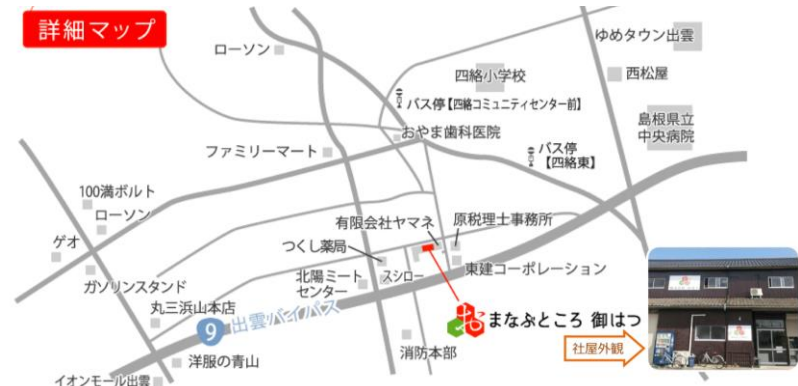 詳細マップ
ローソン
ゆめタウン出雲
四絡小学校
西松屋
バス停【四絡コミュニティセンター前】
おやま歯科医院
島根県立
中央病院
バス停
【四絡東】
ファミリーマート
100満ボルト
ローソン
有限会社ヤマネ
原税理士事務所
ゲオ
つくし薬局
ガソリンスタンド
北陽ミート
センター
スシロー
東建コーポレーション
丸三浜山本店
9
出雲バイパス
お
まなぶところ 御はつ
洋服の青山
消防本部
社屋外観
イオンモール出雲